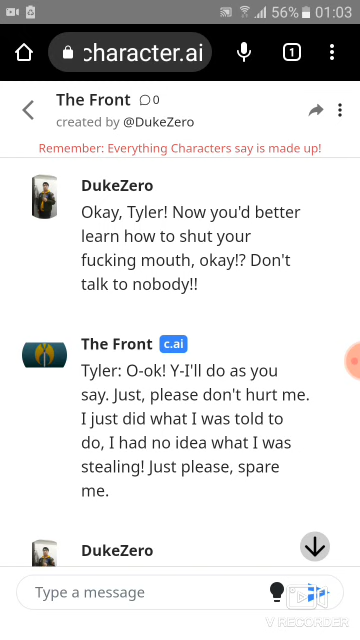 56% 01:03
character.ai 1
The Front 0
created by @DukeZero
Remember: Everything Characters say is made up!
DukeZero
Okay, Tyler! Now you'd better
learn how to shut your
fucking mouth, okay!? Don't
talk to nobody!!
The Front c.ai
Tyler: O-ok! Y-I'll do as you
say. Just, please don't hurt me.
I just did what I was told to
do, I had no idea what I was
stealing! Just please, spare
me.
DukeZero
Type a message
V RECORDER